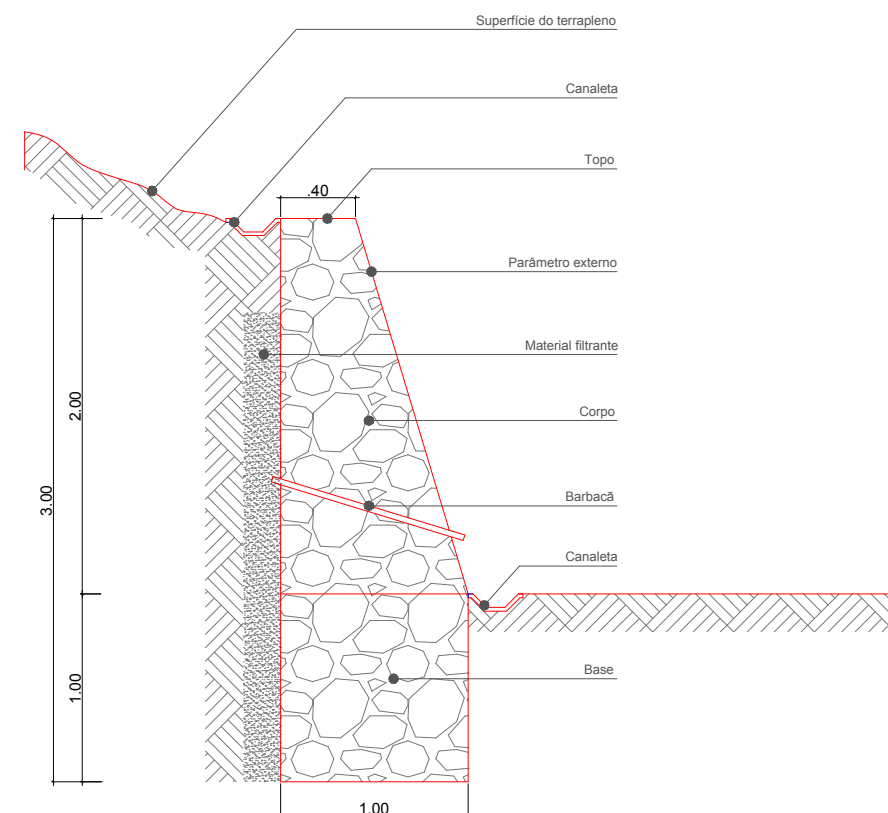 Superfície do terrapleno
Canaleta
Topo
.40
Parâmetro externo
Material filtrante
2.00
Corpo
3.00
Barbacã
Canaleta
Base
1.00
1.00